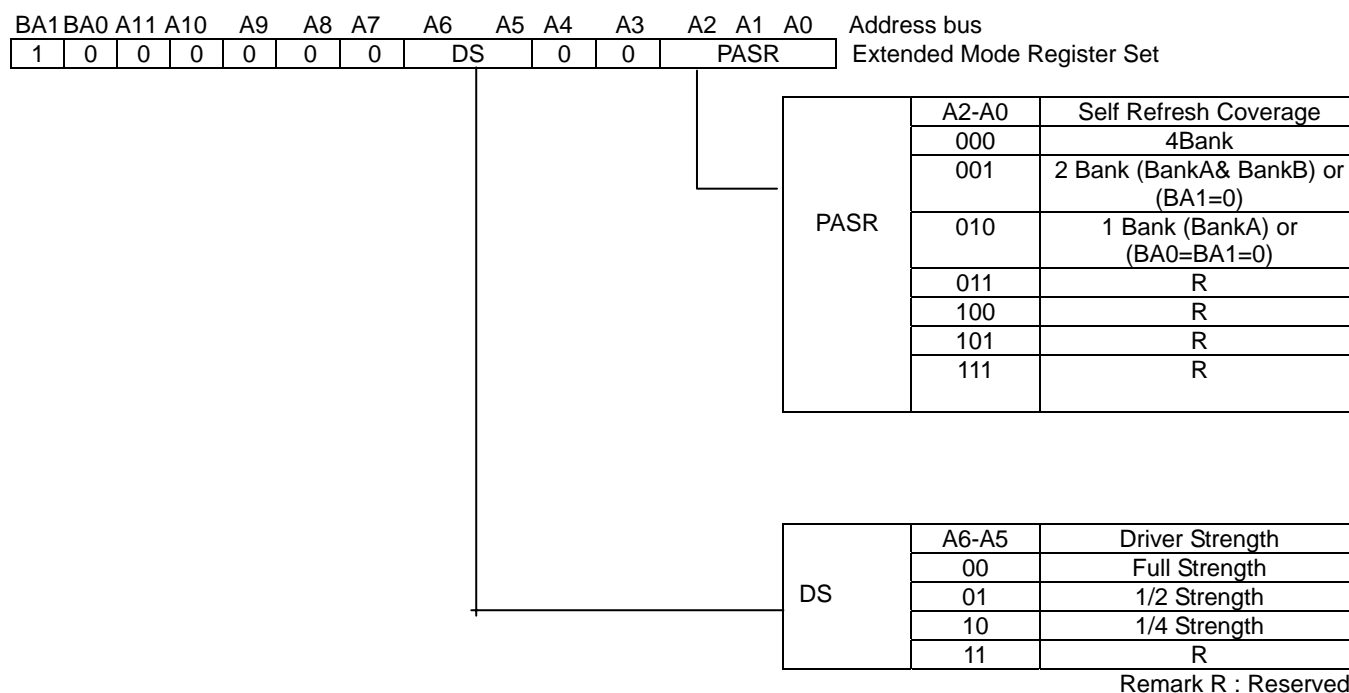 BA1 BA0 A11 A10 A9 A8 A7 A6 A5 A4 A3 A2 A1 A0 Address bus
1 0 0 0 0 0 0 DS 0 0 PASR Extended Mode Register Set
A2-A0 Self Refresh Coverage
000 4Bank
001 2 Bank (BankA& BankB) or
(BA1=0)
PASR 010 1 Bank (BankA) or
(BA0=BA1=0)
011 R
100 R
101 R
111 R
A6-A5 Driver Strength
00 Full Strength
DS 01 1/2 Strength
10 1/4 Strength
11 R
Remark R : Reserved